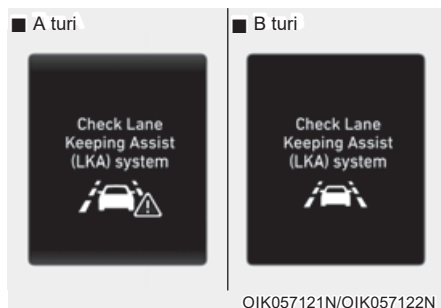 ■ A turi
■ B turi
Check Lane
Keeping Assist
(LKA) system
Check Lane
Keeping Assist
(LKA) system
OIK057121N/OIK057122N